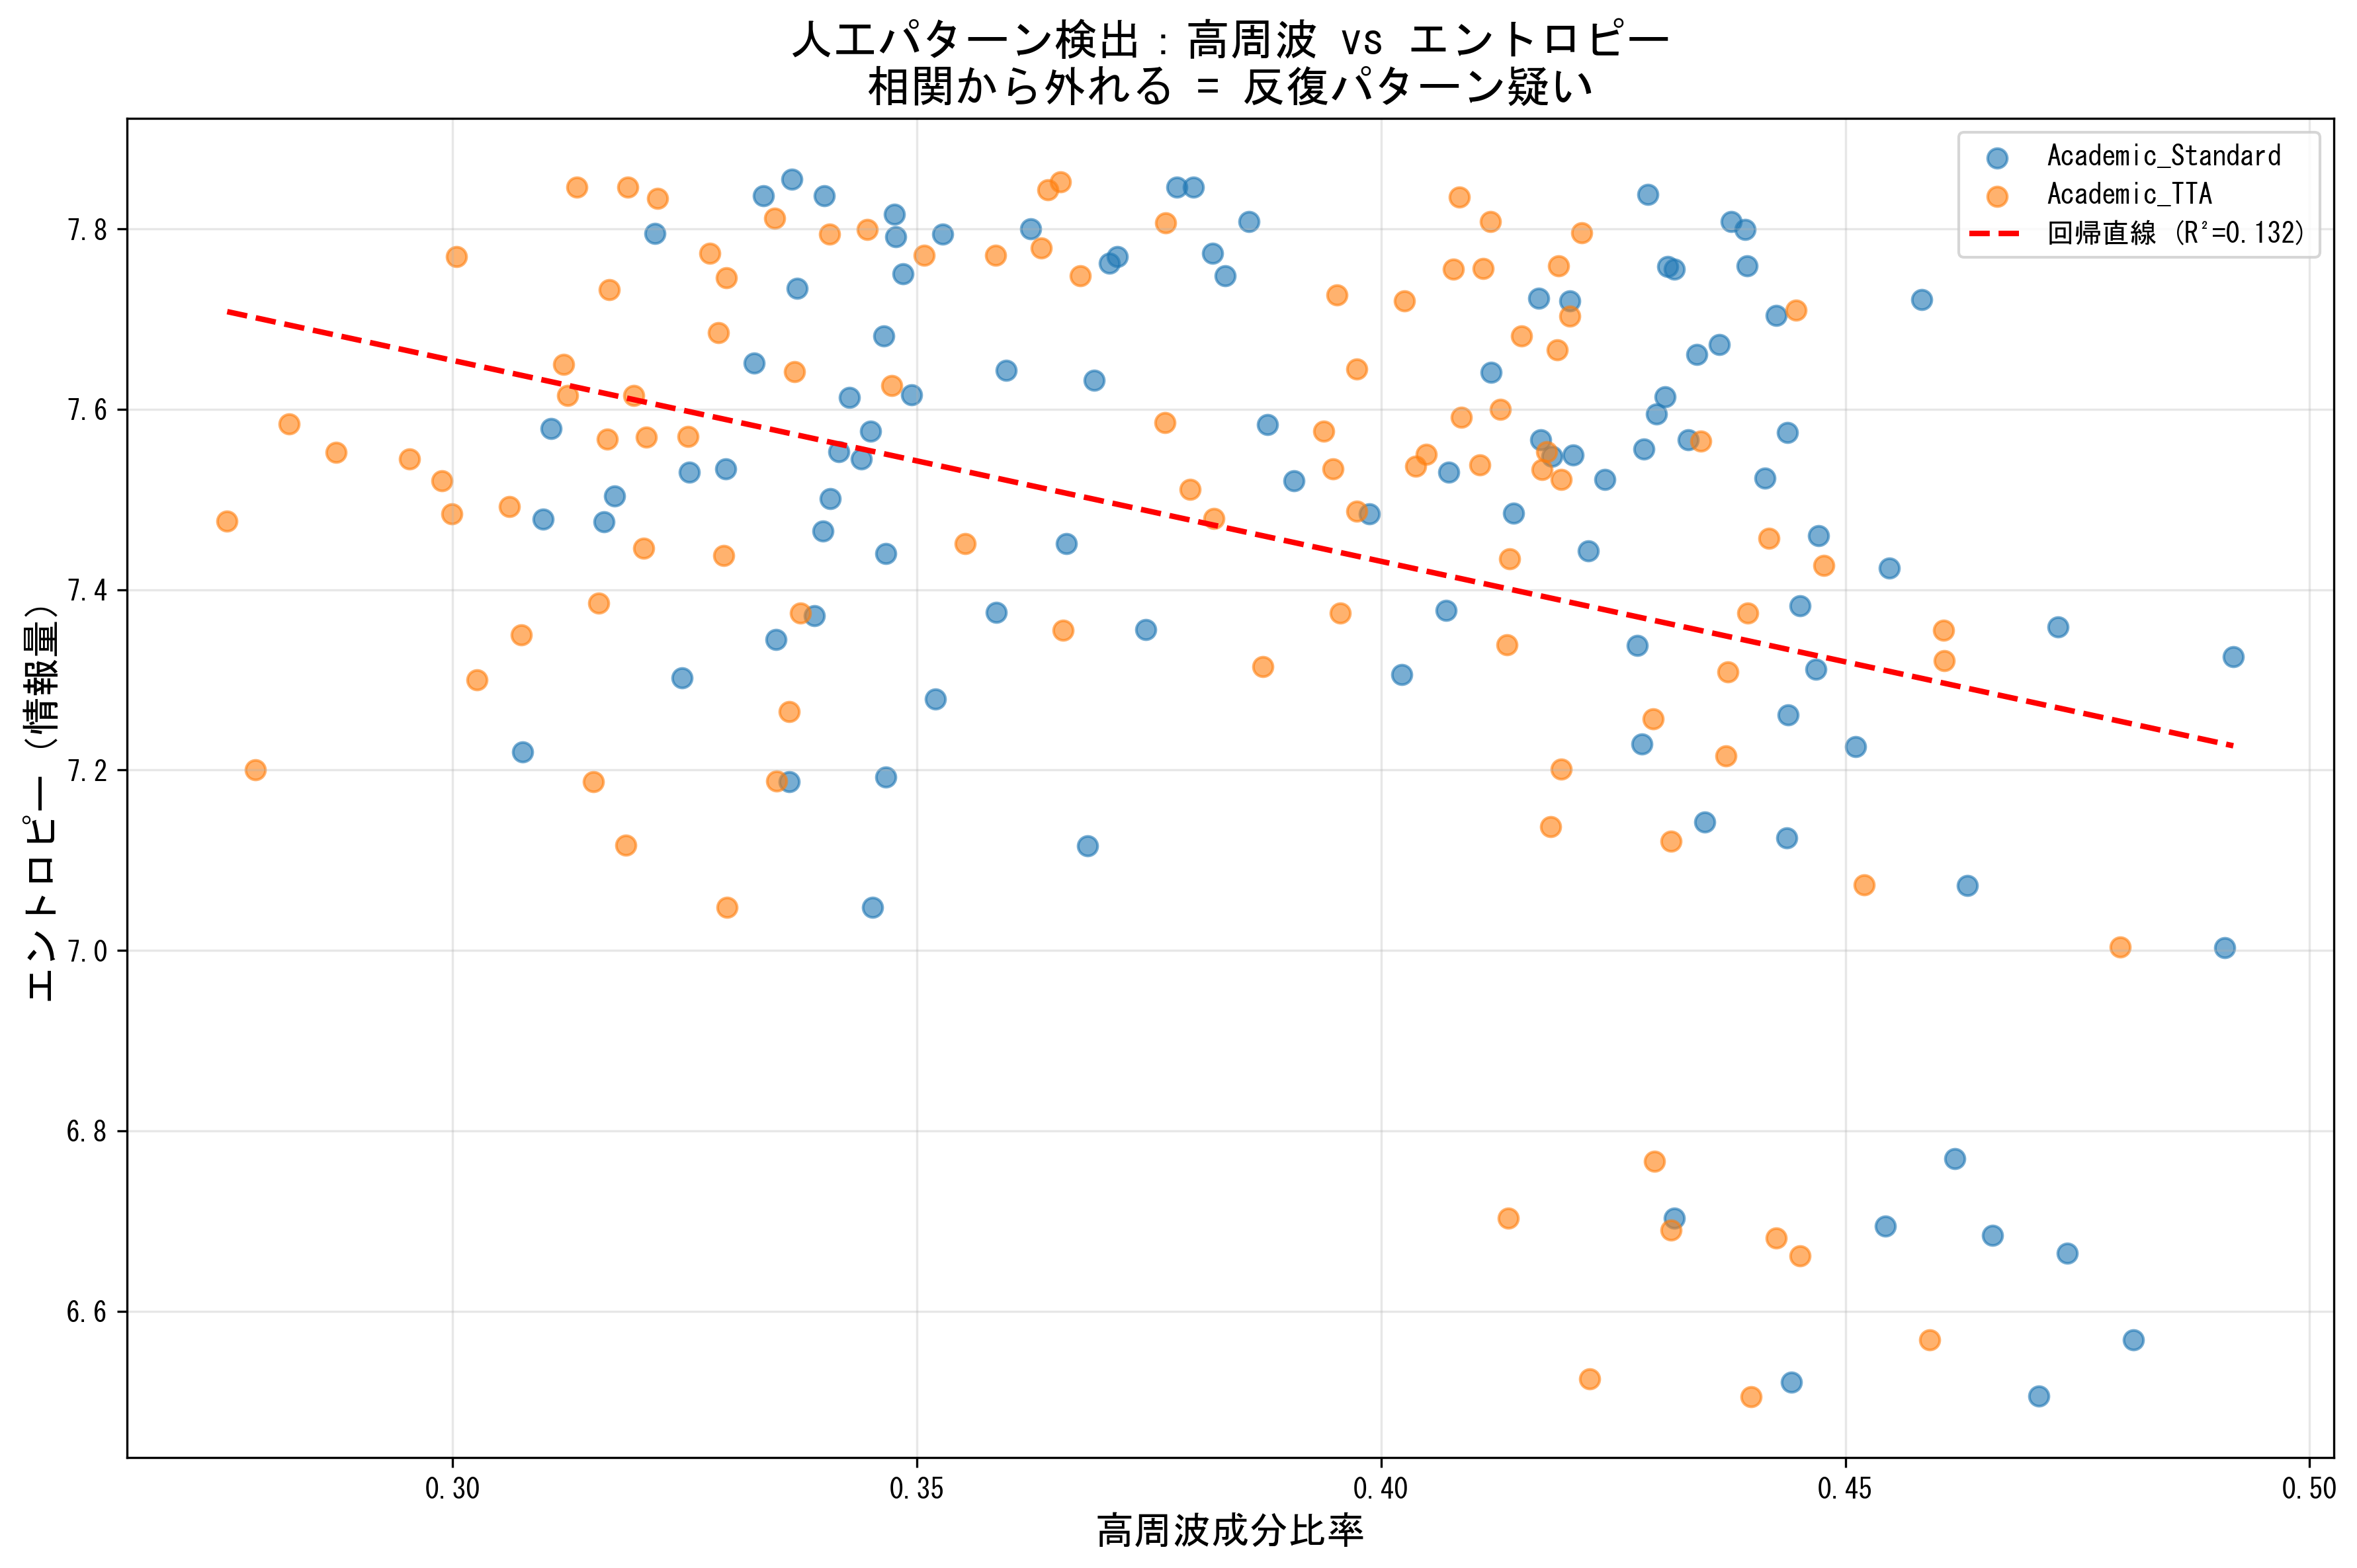 人工パターン検出：高周波 vs エントロピー
相関から外れる = 反復パターン疑い
Academic_Standard
Academic_TTA
回帰直線 (R²=0.132)
エントロピー (情報量)
7.8
7.6
7.4
7.2
7.0
6.8
6.6
0.30 0.35 0.40 0.45 0.50
高周波成分比率